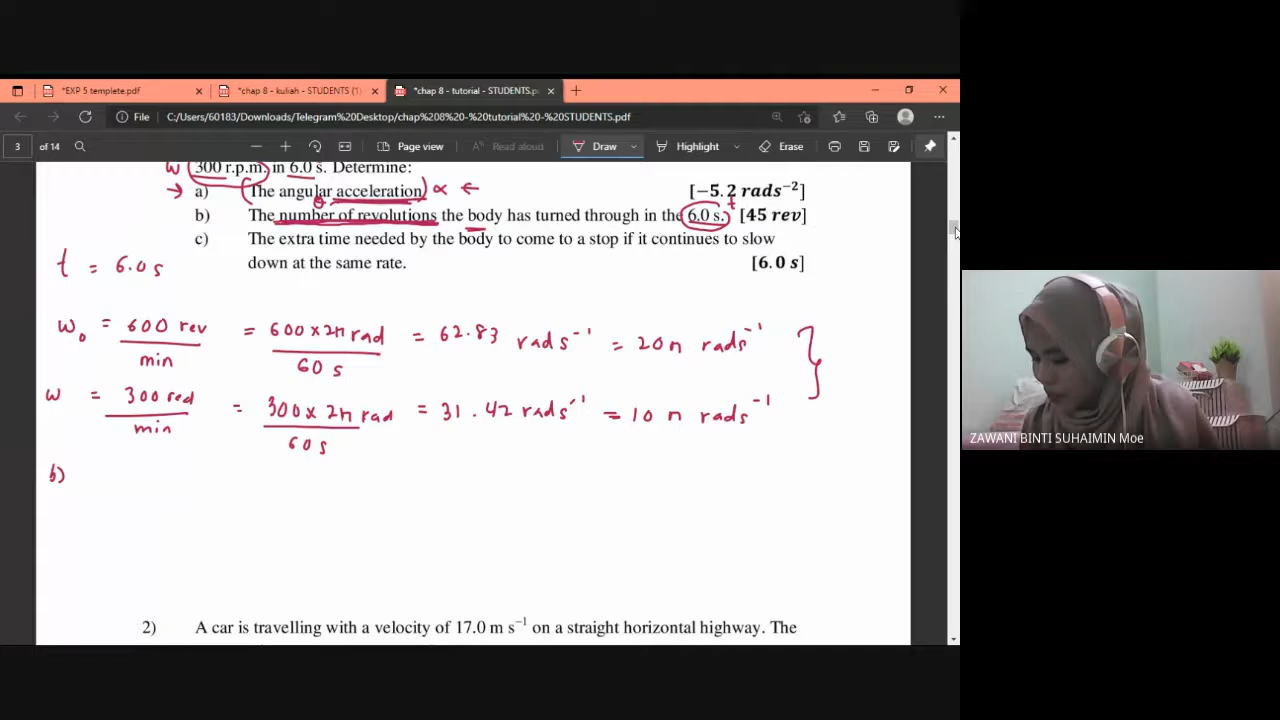 *EXP 5 templete.pdf
*chap 8 - kuliah - STUDENTS (1)
*chap 8 - tutorial - STUDENTS.p
File C:/Users/60183/Downloads/Telegram%20Desktop/chap%208%20-%20tutorial%20-%20STUDENTS.pdf
3 of 14 Page view Read aloud Draw Highlight Erase
ω 300 r.p.m. in 6.0 s. Determine:
→ a) The angular acceleration α ← [−5.2 rads⁻²]
θ t
b) The number of revolutions the body has turned through in the 6.0 s. [45 rev]
c) The extra time needed by the body to come to a stop if it continues to slow
down at the same rate. [6.0 s]
t = 6.0 s
ω₀ = 600 rev / min = 600 × 2π rad / 60 s = 62.83 rads⁻¹ = 20π rads⁻¹
ω = 300 red / min = 300 × 2π rad / 60 s = 31.42 rads⁻¹ = 10 π rads⁻¹
b)
2) A car is travelling with a velocity of 17.0 m s⁻¹ on a straight horizontal highway. The
ZAWANI BINTI SUHAIMIN Moe